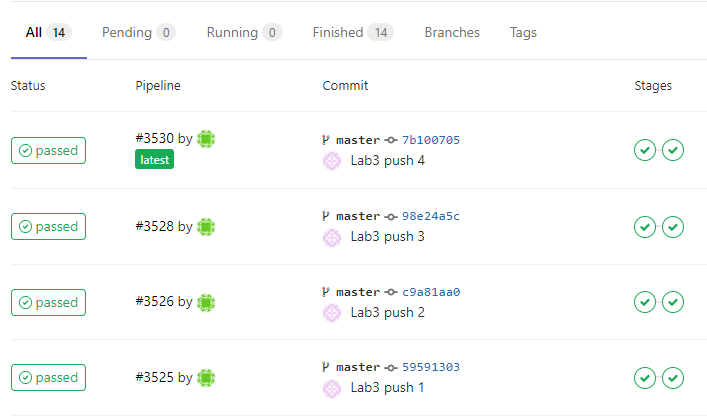 All 14 Pending 0 Running 0 Finished 14 Branches Tags
Status Pipeline Commit Stages
passed #3530 by master 7b100705
latest Lab3 push 4
passed #3528 by master 98e24a5c
Lab3 push 3
passed #3526 by master c9a81aa0
Lab3 push 2
passed #3525 by master 59591303
Lab3 push 1